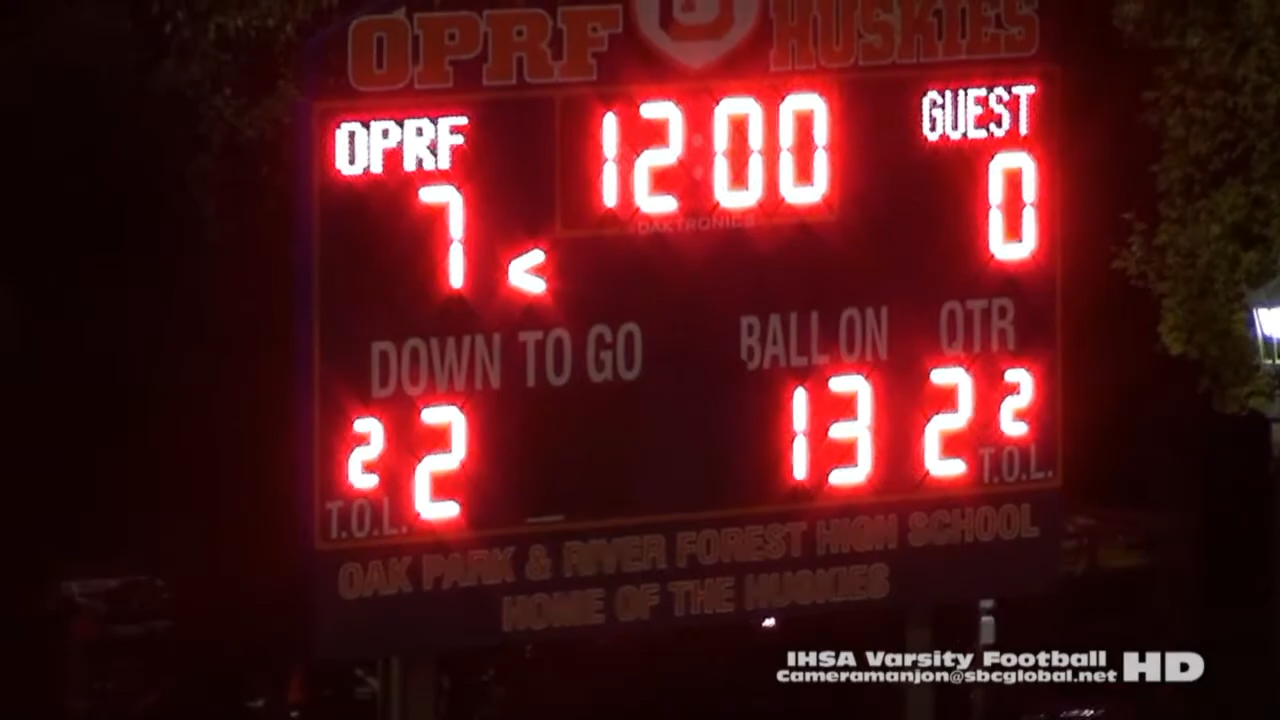 OPRF HUSKIES
OPRF 12:00 GUEST
7 < 0
DAKTRONICS
DOWN TO GO BALL ON QTR
2 2 13 2 2
T.O.L. T.O.L.
OAK PARK & RIVER FOREST HIGH SCHOOL
HOME OF THE HUSKIES
IHSA Varsity Football HD
cameramanjon@sbcglobal.net